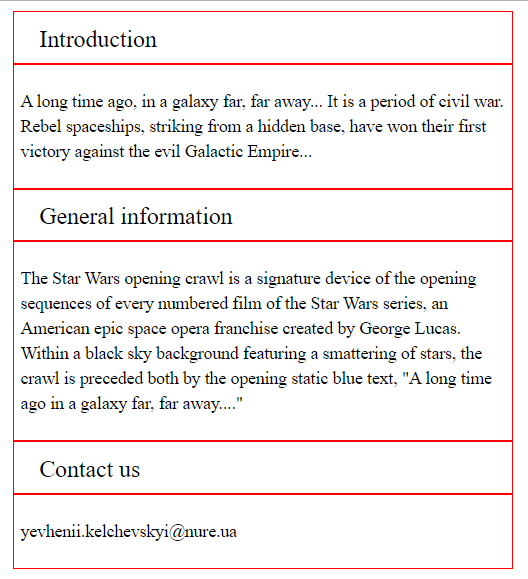 Introduction
A long time ago, in a galaxy far, far away... It is a period of civil war.
Rebel spaceships, striking from a hidden base, have won their first
victory against the evil Galactic Empire...
General information
The Star Wars opening crawl is a signature device of the opening
sequences of every numbered film of the Star Wars series, an
American epic space opera franchise created by George Lucas.
Within a black sky background featuring a smattering of stars, the
crawl is preceded both by the opening static blue text, "A long time
ago in a galaxy far, far away...."
Contact us
yevhenii.kelchevskyi@nure.ua